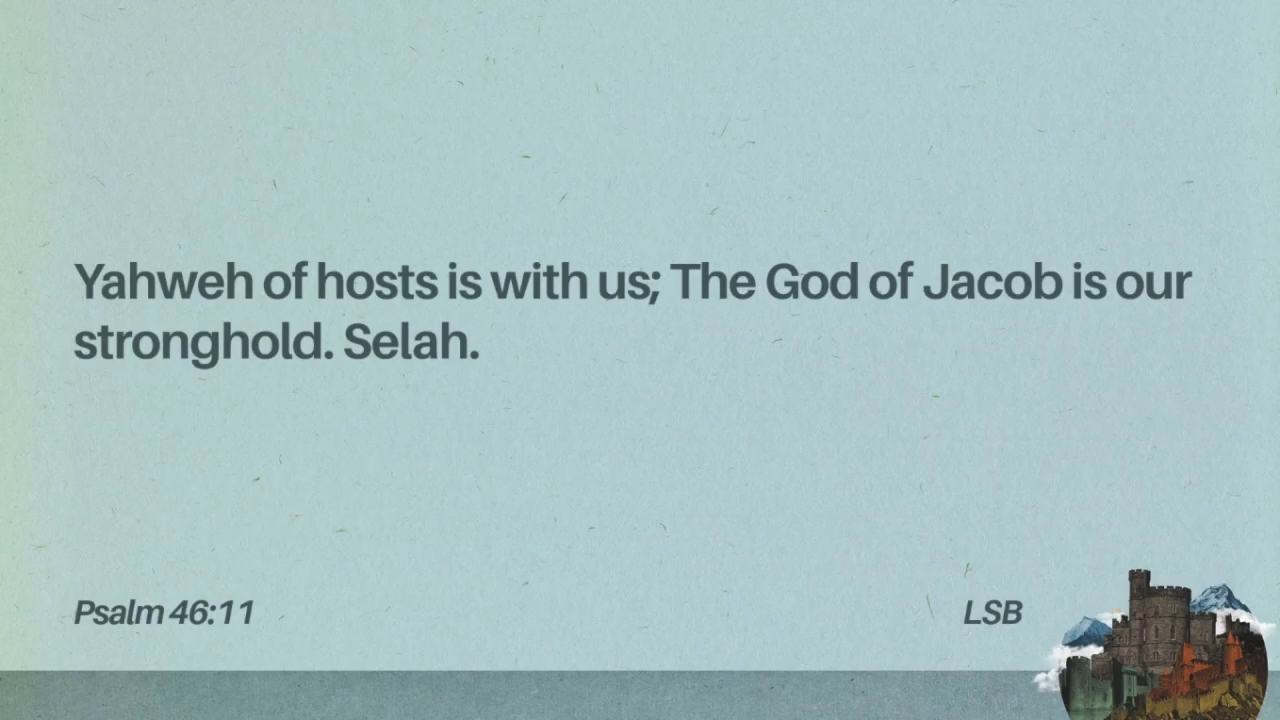 Yahweh of hosts is with us; The God of Jacob is our
stronghold. Selah.
Psalm 46:11
LSB